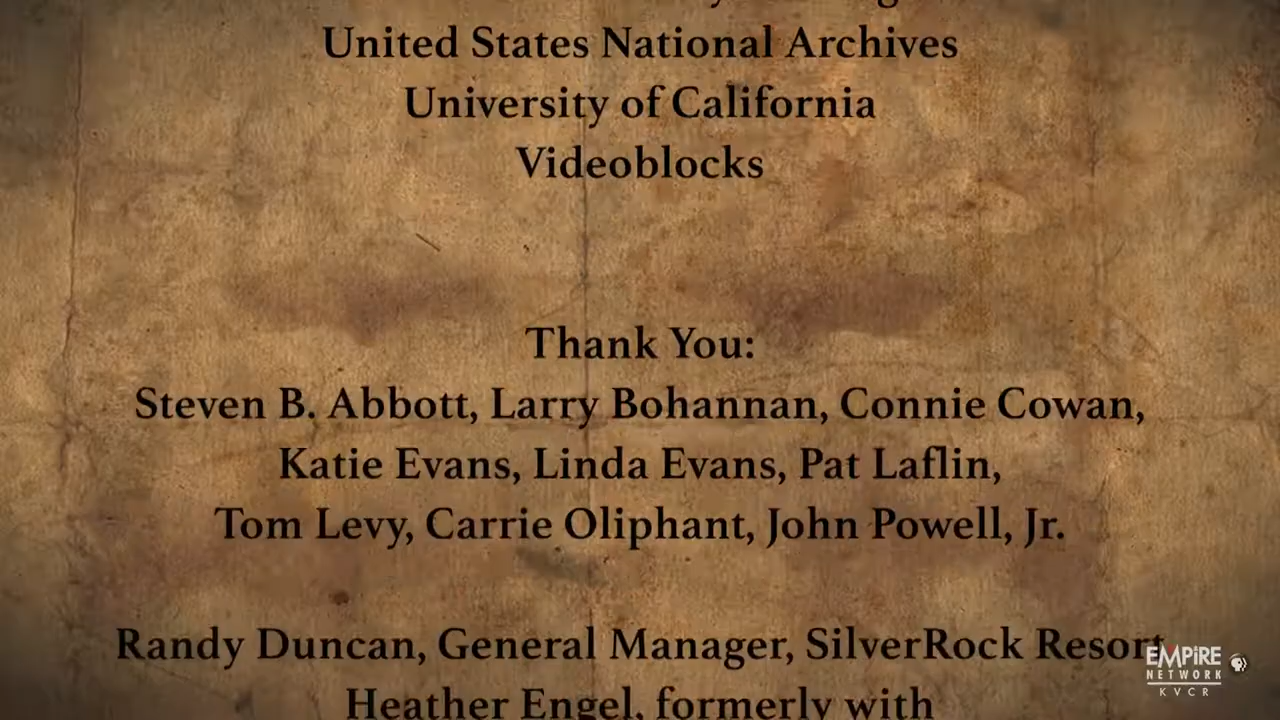 United States National Archives
University of California
Videoblocks
Thank You:
Steven B. Abbott, Larry Bohannan, Connie Cowan,
Katie Evans, Linda Evans, Pat Laflin,
Tom Levy, Carrie Oliphant, John Powell, Jr.
Randy Duncan, General Manager, SilverRock Resort
Heather Engel, formerly with
EMPIRE
NETWORK
KVCR